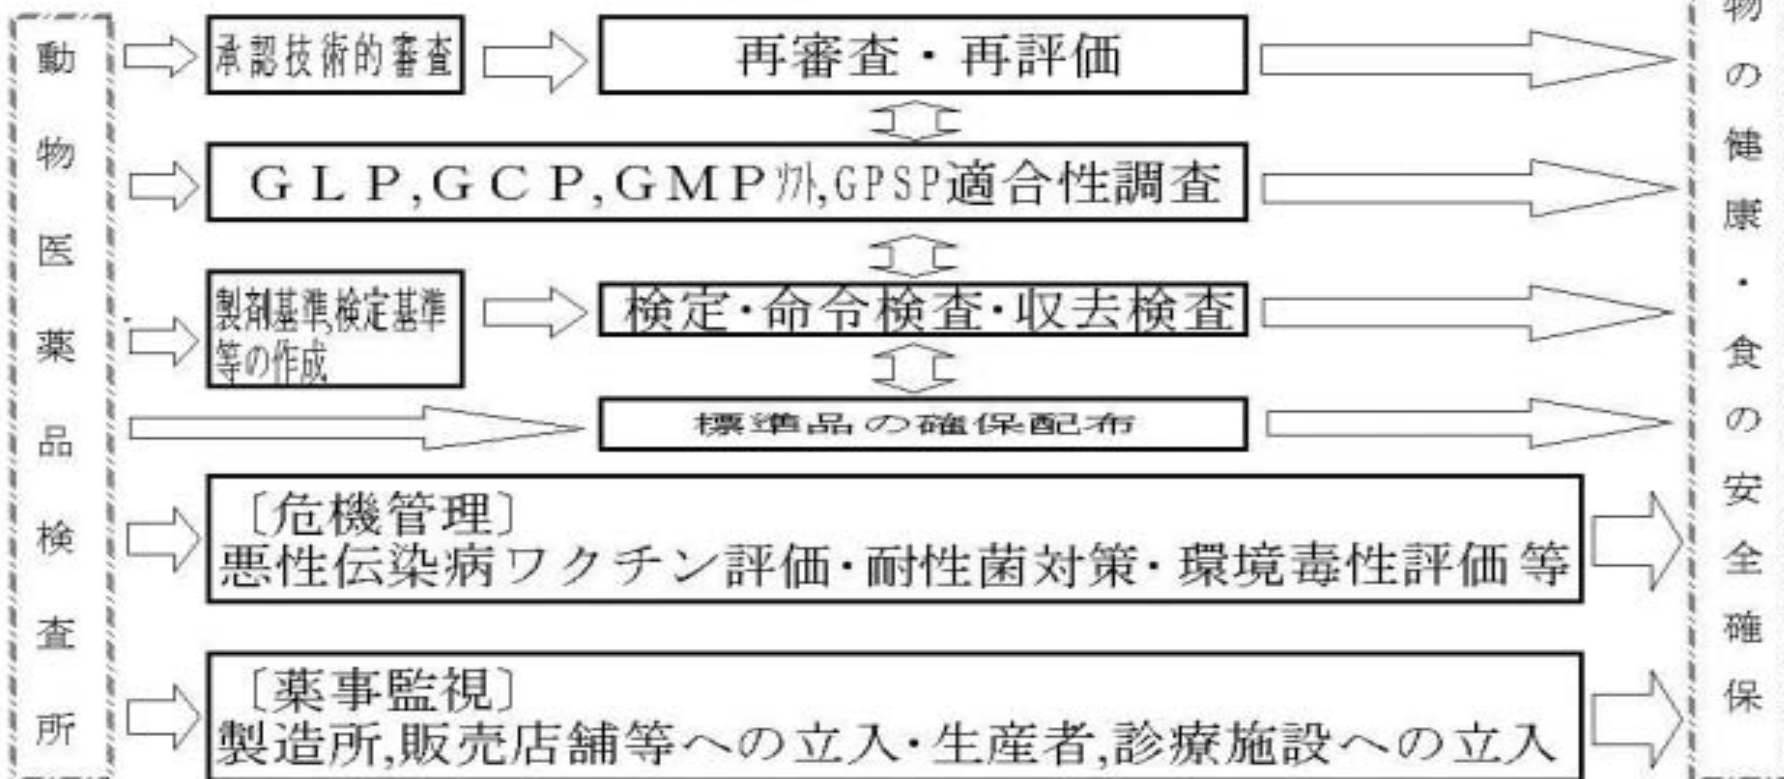 動物医薬品検査所
承認技術的審査
再審査・再評価
ＧＬＰ,ＧＣＰ,ＧＭＰｿﾌﾄ,GPSP適合性調査
製剤基準,検定基準
等の作成
検定・命令検査・収去検査
標準品の確保配布
〔危機管理〕
悪性伝染病ワクチン評価・耐性菌対策・環境毒性評価等
〔薬事監視〕
製造所,販売店舗等への立入・生産者,診療施設への立入
物の健康・食の安全確保